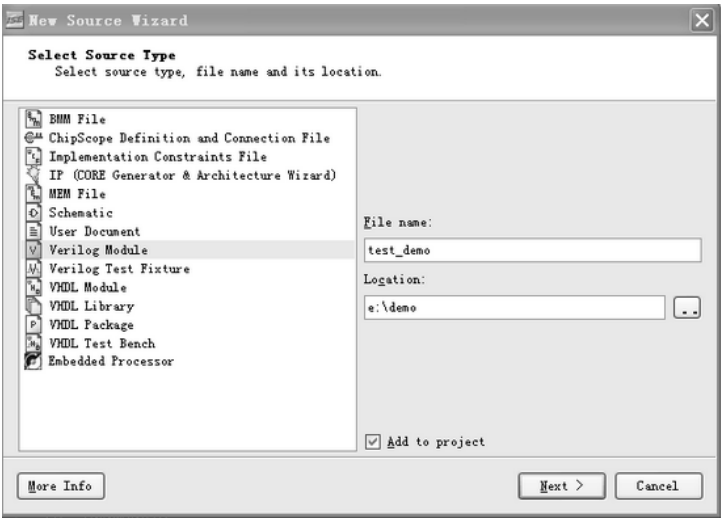 ISE New Source Wizard
Select Source Type
Select source type, file name and its location.
BMM File
ChipScope Definition and Connection File
Implementation Constraints File
IP (CORE Generator & Architecture Wizard)
MEM File
Schematic
User Document
Verilog Module
Verilog Test Fixture
VHDL Module
VHDL Library
VHDL Package
VHDL Test Bench
Embedded Processor
File name:
test_demo
Location:
e:\demo
..
Add to project
More Info
Next >
Cancel